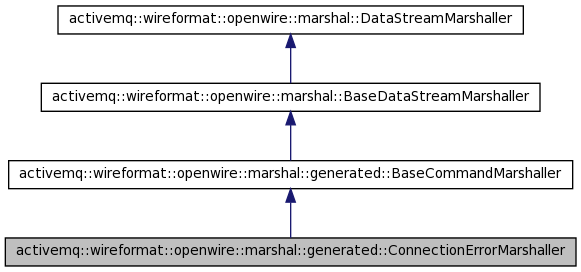 activemq::wireformat::openwire::marshal::DataStreamMarshaller
activemq::wireformat::openwire::marshal::BaseDataStreamMarshaller
activemq::wireformat::openwire::marshal::generated::BaseCommandMarshaller
activemq::wireformat::openwire::marshal::generated::ConnectionErrorMarshaller